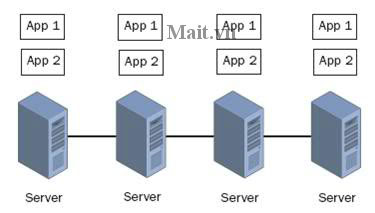 App 1 App 1 App 1 App 1
Mait.vn
App 2 App 2 App 2 App 2
Server Server Server Server